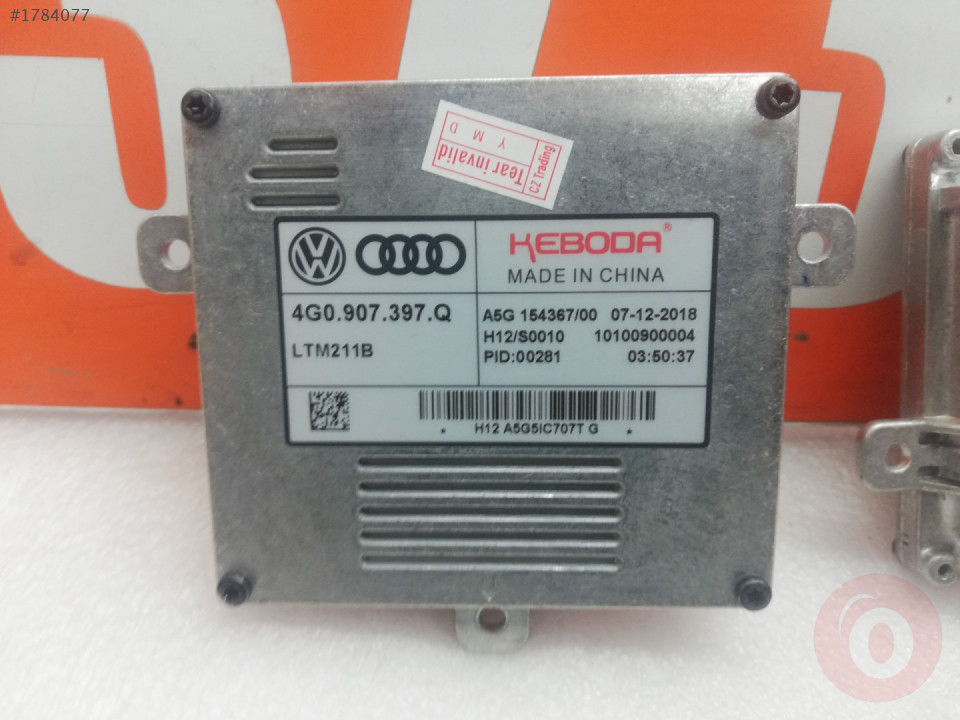 #1784077
Y M D
Tear invalid
CZ Trading
KEBODA®
MADE IN CHINA
4G0.907.397.Q
LTM211B
A5G 154367/00 07-12-2018
H12/S0010 10100900004
PID:00281 03:50:37
H12 A5G5IC707T G